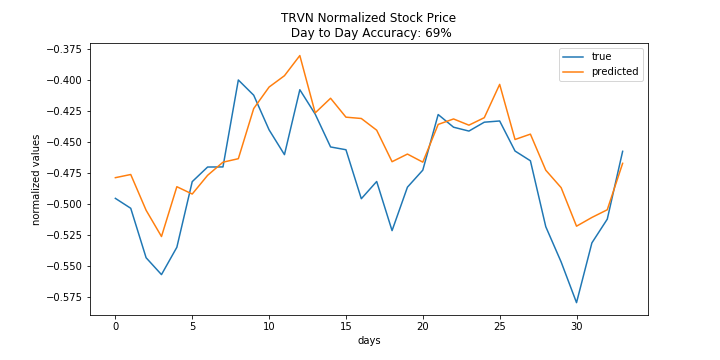 TRVN Normalized Stock Price
Day to Day Accuracy: 69%
−0.375
−0.400
−0.425
−0.450
−0.475
−0.500
−0.525
−0.550
−0.575
normalized values
true
predicted
0 5 10 15 20 25 30
days